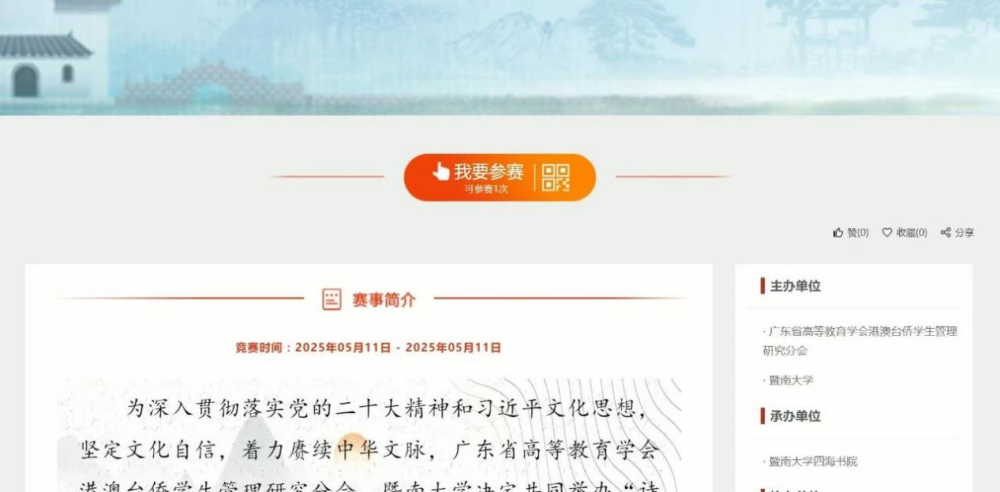 我要参赛
可参赛1次
赞(0) 收藏(0) 分享
赛事简介
竞赛时间：2025年05月11日 - 2025年05月11日
为深入贯彻落实党的二十大精神和习近平文化思想，
坚定文化自信，着力赓续中华文脉，广东省高等教育学会
港澳台侨学生管理研究分会、暨南大学决定共同举办“诗
主办单位
· 广东省高等教育学会港澳台侨学生管理
研究分会
· 暨南大学
承办单位
· 暨南大学四海书院